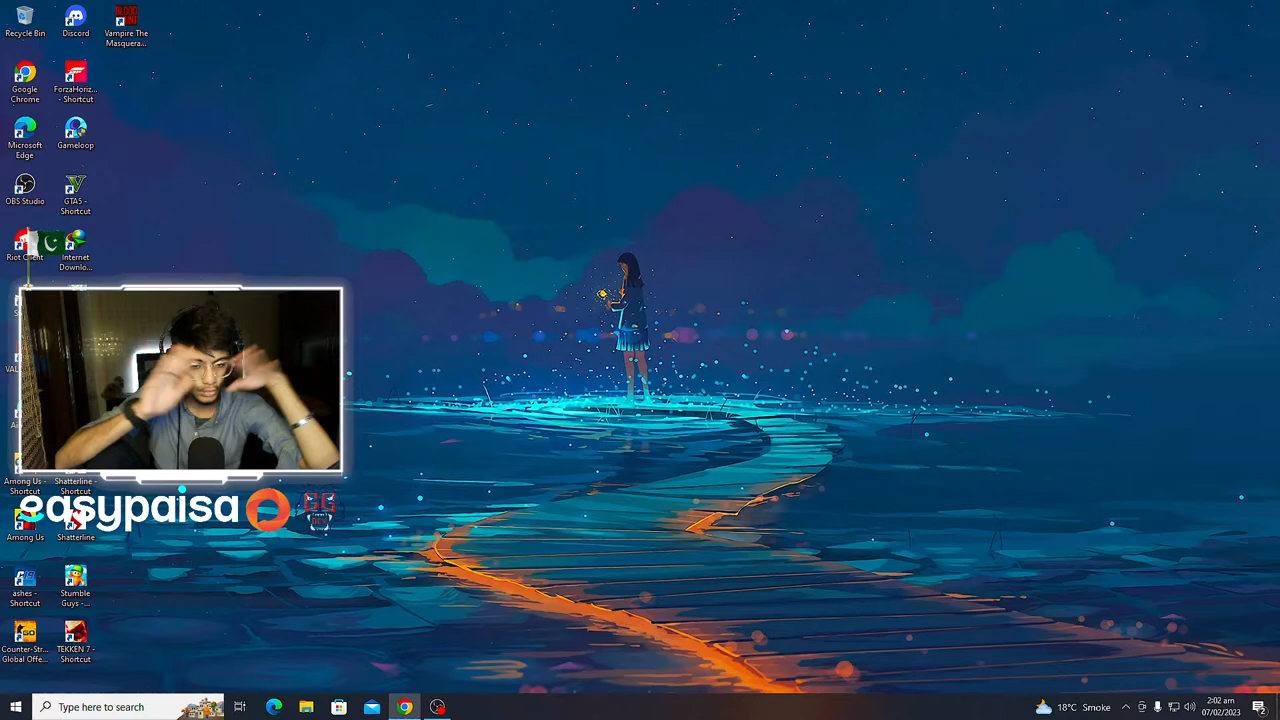 Recycle Bin
Discord
Vampire The
Masquera...
Google
Chrome
ForzaHoriz...
- Shortcut
Microsoft
Edge
Gameloop
OBS Studio
GTA5 -
Shortcut
Riot Client
Internet
Downlo...
Among Us -
Shortcut
Shatterline -
Shortcut
easypaisa
GG
Among Us
Shatterline
ashes -
Shortcut
Stumble
Guys -...
Counter-Str...
Global Offe...
TEKKEN 7 -
Shortcut
Type here to search
18°C Smoke
2:02 am
07/02/2023